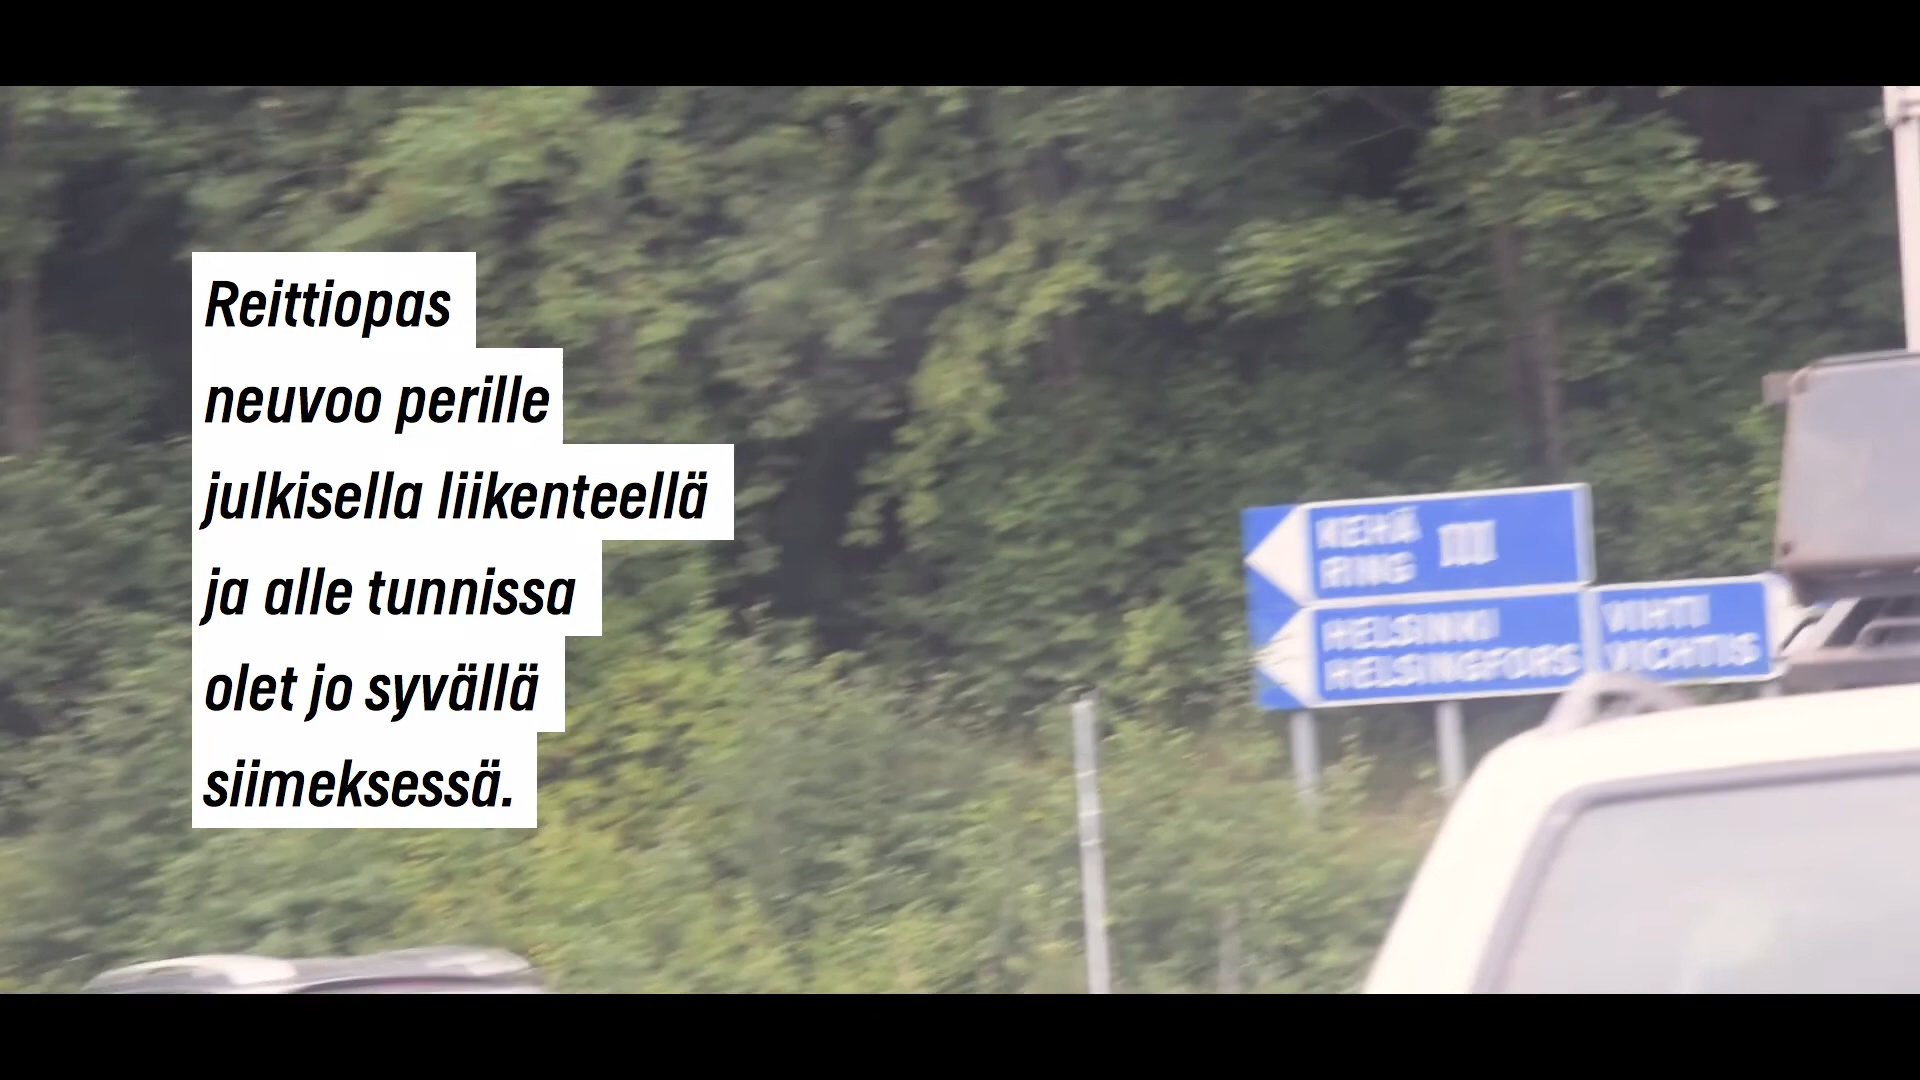 Reittiopas
neuvoo perille
julkisella liikenteellä
ja alle tunnissa
olet jo syvällä
siimeksessä.
KEHÄ III
RING
HELSINKI
HELSINGFORS
VIHTI
VICHTIS